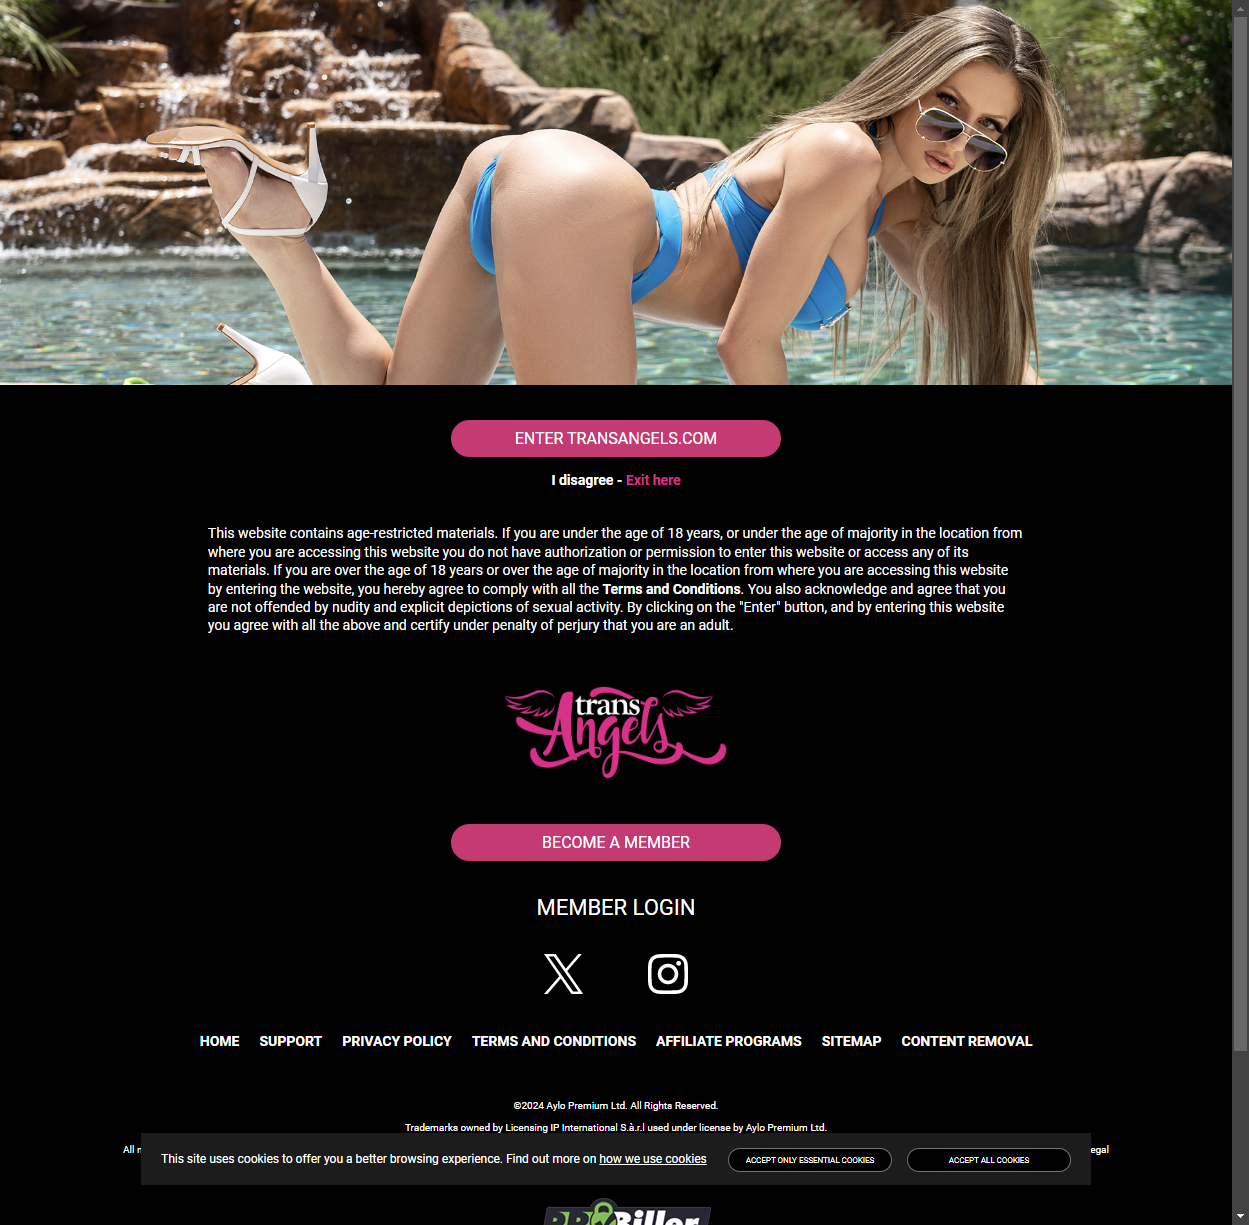 ENTER TRANSANGELS.COM
I disagree - Exit here
This website contains age-restricted materials. If you are under the age of 18 years, or under the age of majority in the location from
where you are accessing this website you do not have authorization or permission to enter this website or access any of its
materials. If you are over the age of 18 years or over the age of majority in the location from where you are accessing this website
by entering the website, you hereby agree to comply with all the Terms and Conditions. You also acknowledge and agree that you
are not offended by nudity and explicit depictions of sexual activity. By clicking on the "Enter" button, and by entering this website
you agree with all the above and certify under penalty of perjury that you are an adult.
trans
Angels
BECOME A MEMBER
MEMBER LOGIN
HOME SUPPORT PRIVACY POLICY TERMS AND CONDITIONS AFFILIATE PROGRAMS SITEMAP CONTENT REMOVAL
©2024 Aylo Premium Ltd. All Rights Reserved.
Trademarks owned by Licensing IP International S.à.r.l used under license by Aylo Premium Ltd.
All
This site uses cookies to offer you a better browsing experience. Find out more on how we use cookies ACCEPT ONLY ESSENTIAL COOKIES ACCEPT ALL COOKIES